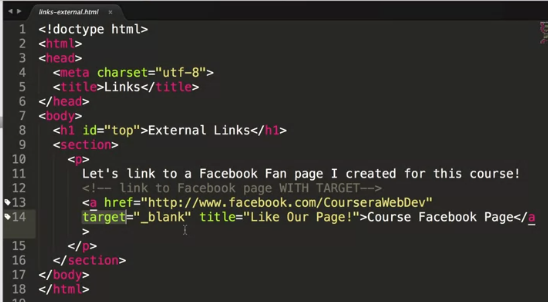 links-external.html
1 <!doctype html>
2 <html>
3 <head>
4 <meta charset="utf-8">
5 <title>Links</title>
6 </head>
7 <body>
8 <h1 id="top">External Links</h1>
9 <section>
10 <p>
11 Let's link to a Facebook Fan page I created for this course!
12 <!-- link to Facebook page WITH TARGET-->
13 <a href="http://www.facebook.com/CourseraWebDev"
14 target="_blank" title="Like Our Page!">Course Facebook Page</a
>
15 </p>
16 </section>
17 </body>
18 </html>